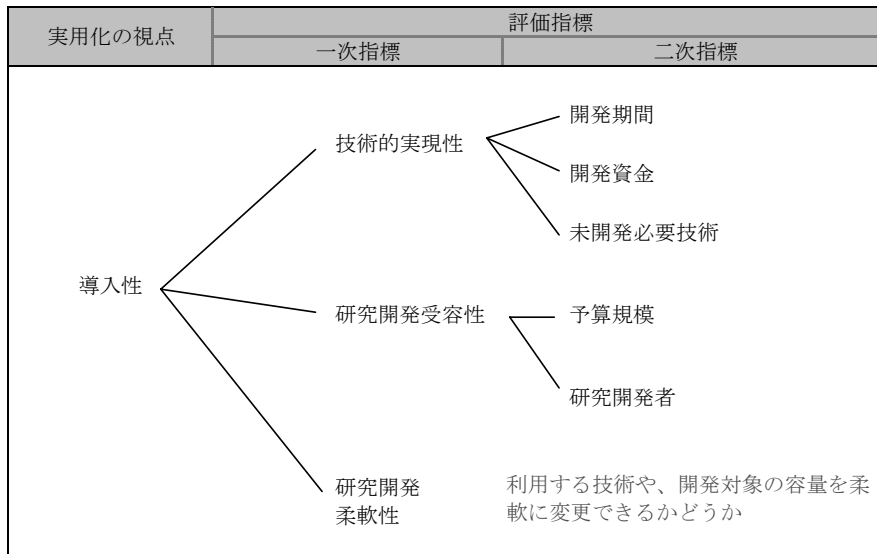 実用化の視点
評価指標
一次指標
二次指標
開発期間
技術的実現性
開発資金
未開発必要技術
導入性
研究開発受容性
予算規模
研究開発者
研究開発
柔軟性
利用する技術や、開発対象の容量を柔
軟に変更できるかどうか